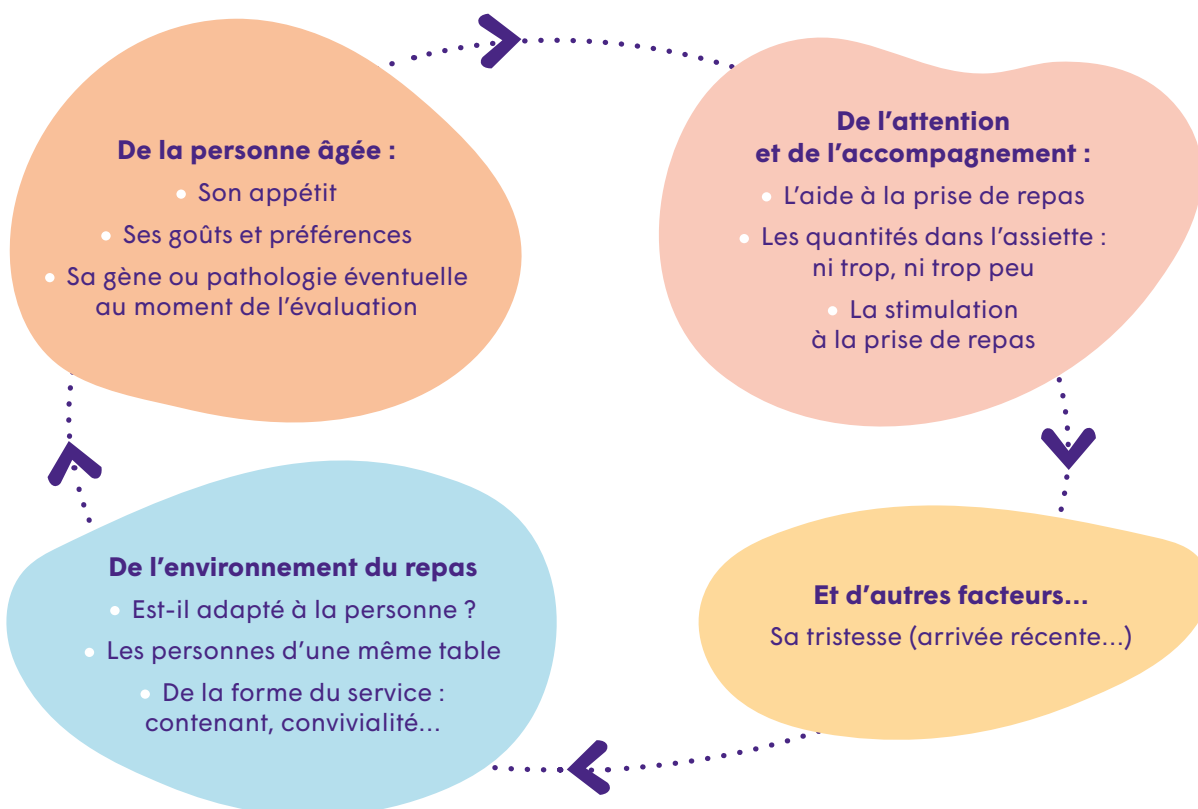 De la personne âgée :
• Son appétit
• Ses goûts et préférences
• Sa gène ou pathologie éventuelle
au moment de l'évaluation
De l'attention
et de l'accompagnement :
• L'aide à la prise de repas
• Les quantités dans l'assiette :
ni trop, ni trop peu
• La stimulation
à la prise de repas
De l'environnement du repas
• Est-il adapté à la personne ?
• Les personnes d'une même table
• De la forme du service :
contenant, convivialité…
Et d'autres facteurs…
Sa tristesse (arrivée récente…)